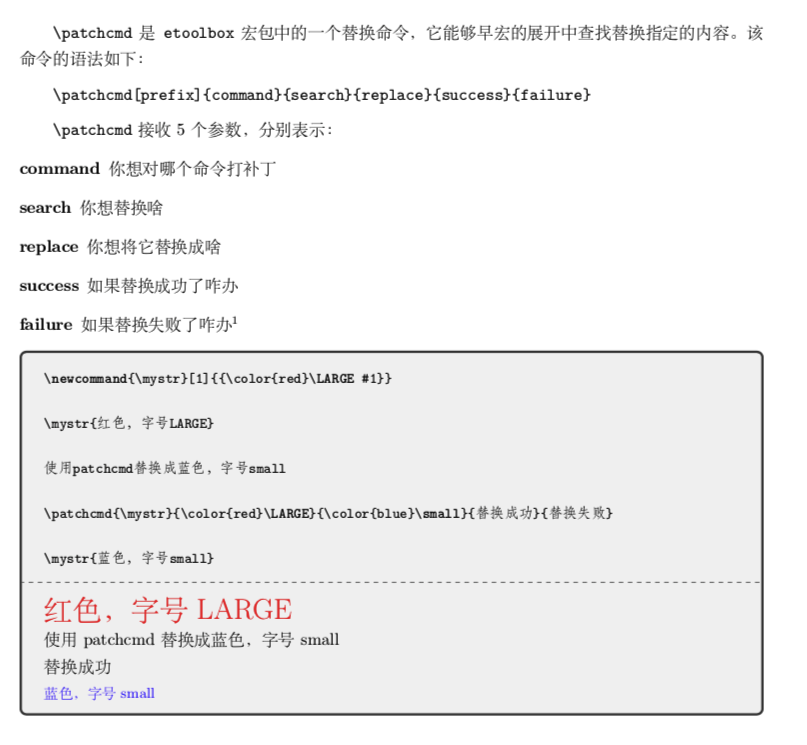 \patchcmd 是 etoolbox 宏包中的一个替换命令，它能够早宏的展开中查找替换指定的内容。该
命令的语法如下：
\patchcmd[prefix]{command}{search}{replace}{success}{failure}
\patchcmd 接收 5 个参数，分别表示：
command 你想对哪个命令打补丁
search 你想替换啥
replace 你想将它替换成啥
success 如果替换成功了咋办
failure 如果替换失败了咋办¹
\newcommand{\mystr}[1]{{\color{red}\LARGE #1}}
\mystr{红色，字号LARGE}
使用patchcmd替换成蓝色，字号small
\patchcmd{\mystr}{\color{red}\LARGE}{\color{blue}\small}{替换成功}{替换失败}
\mystr{蓝色，字号small}
红色，字号 LARGE
使用 patchcmd 替换成蓝色，字号 small
替换成功
蓝色，字号 small